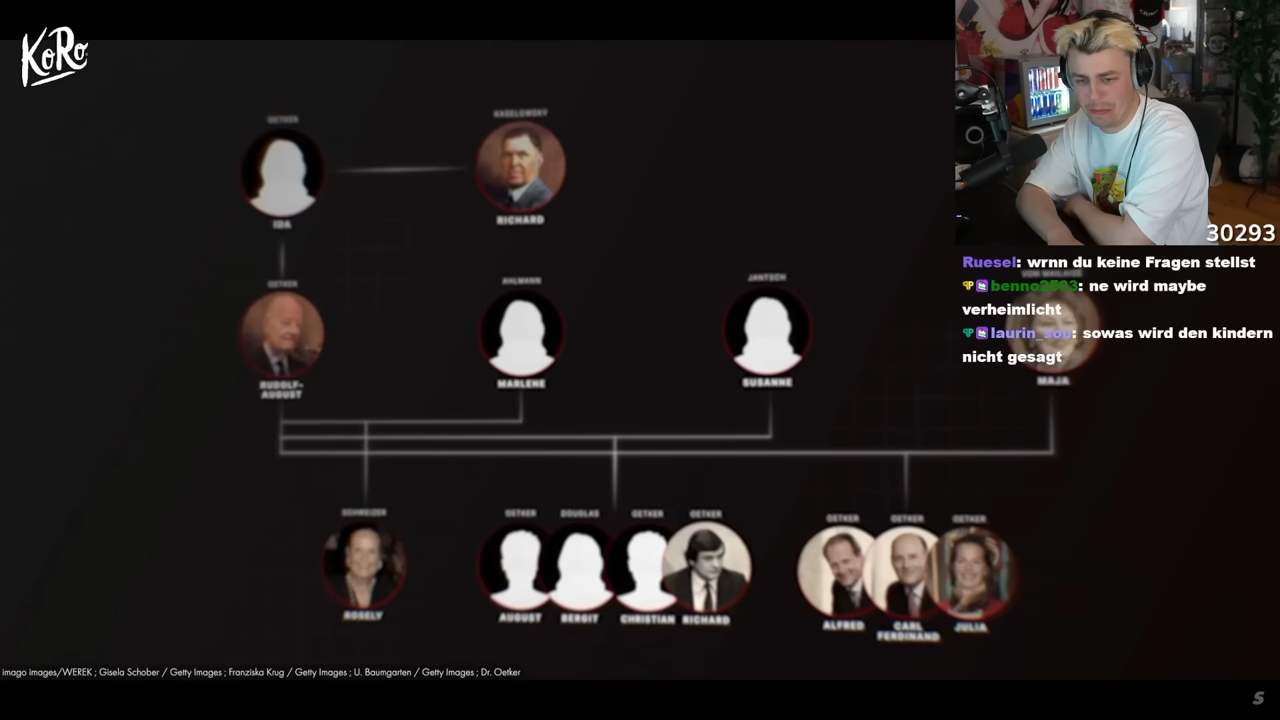 KoRo
OETKER
KASELOWSKY
IDA
RICHARD
OETKER
AHLMANN
JANTSCH
RUDOLF-
AUGUST
MARLENE
SUSANNE
MAJA
SCHWEIZER
OETKER
DOUGLAS
OETKER
OETKER
OETKER
OETKER
OETKER
ROSELY
AUGUST
BERGIT
CHRISTIAN
RICHARD
ALFRED
CARL
FERDINAND
JULIA
imago images/WEREK ; Gisela Schober / Getty Images ; Franziska Krug / Getty Images ; U. Baumgarten / Getty Images ; Dr. Oetker
30293
Ruesel: wrnn du keine Fragen stellst
benno2593: ne wird maybe
verheimlicht
laurin_sou: sowas wird den kindern
nicht gesagt
S